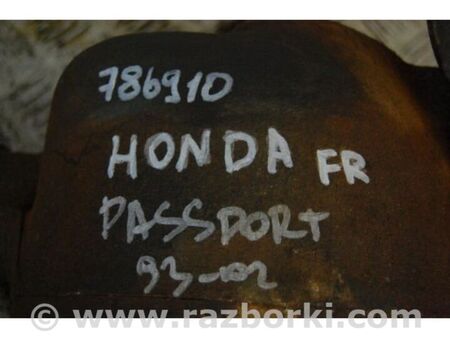 786910
HONDA FR
PASSPORT
93-02
© www.razborki.com